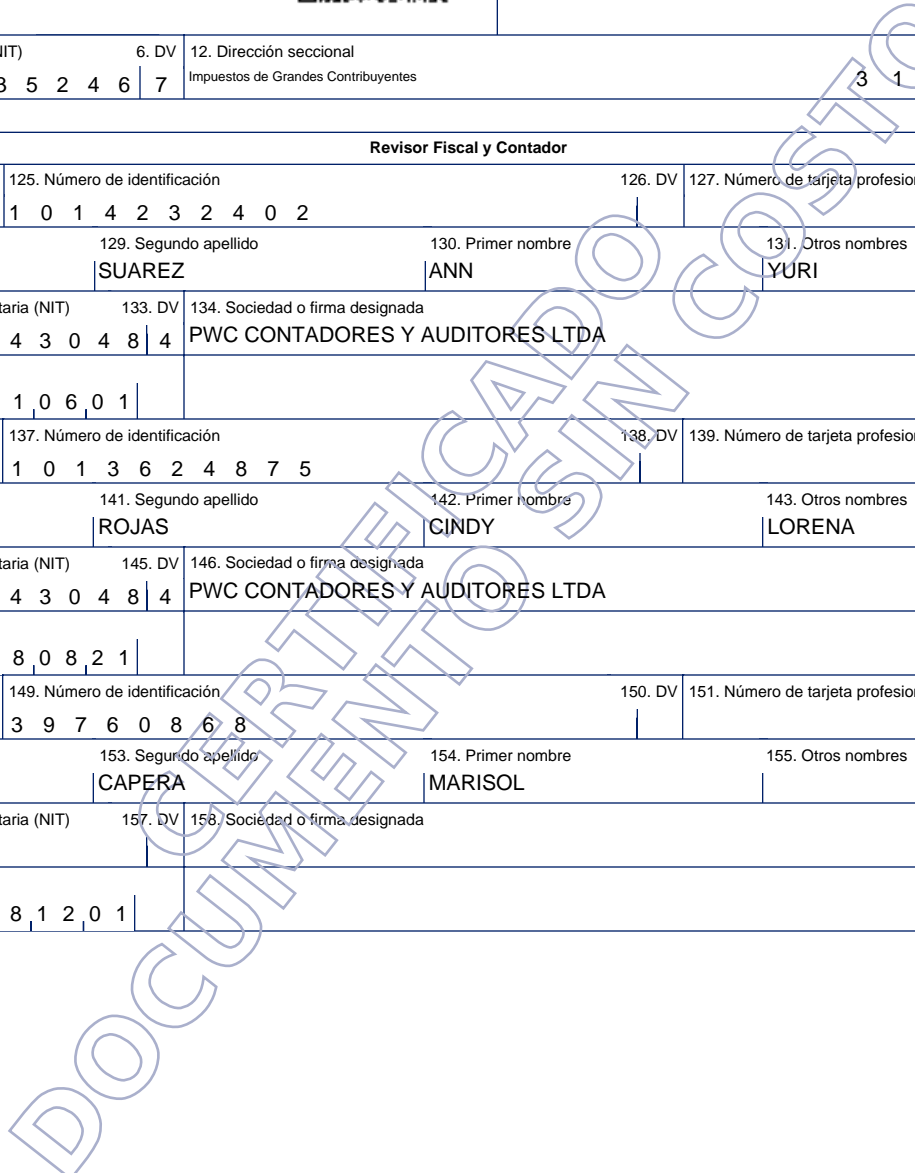 IIT) 6. DV 12. Dirección seccional
3 5 2 4 6 7 Impuestos de Grandes Contribuyentes 3 1
Revisor Fiscal y Contador
125. Número de identificación 126. DV 127. Número de tarjeta profesion
1 0 1 4 2 3 2 4 0 2
129. Segundo apellido 130. Primer nombre 131. Otros nombres
SUAREZ ANN YURI
taria (NIT) 133. DV 134. Sociedad o firma designada
4 3 0 4 8 4 PWC CONTADORES Y AUDITORES LTDA
1 0 6 0 1
137. Número de identificación 138. DV 139. Número de tarjeta profesion
1 0 1 3 6 2 4 8 7 5
141. Segundo apellido 142. Primer nombre 143. Otros nombres
ROJAS CINDY LORENA
taria (NIT) 145. DV 146. Sociedad o firma designada
4 3 0 4 8 4 PWC CONTADORES Y AUDITORES LTDA
8 0 8 2 1
149. Número de identificación 150. DV 151. Número de tarjeta profesion
3 9 7 6 0 8 6 8
153. Segundo apellido 154. Primer nombre 155. Otros nombres
CAPERA MARISOL
taria (NIT) 157. DV 158. Sociedad o firma designada
8 1 2 0 1
CERTIFICADO
DOCUMENTO SIN COSTO